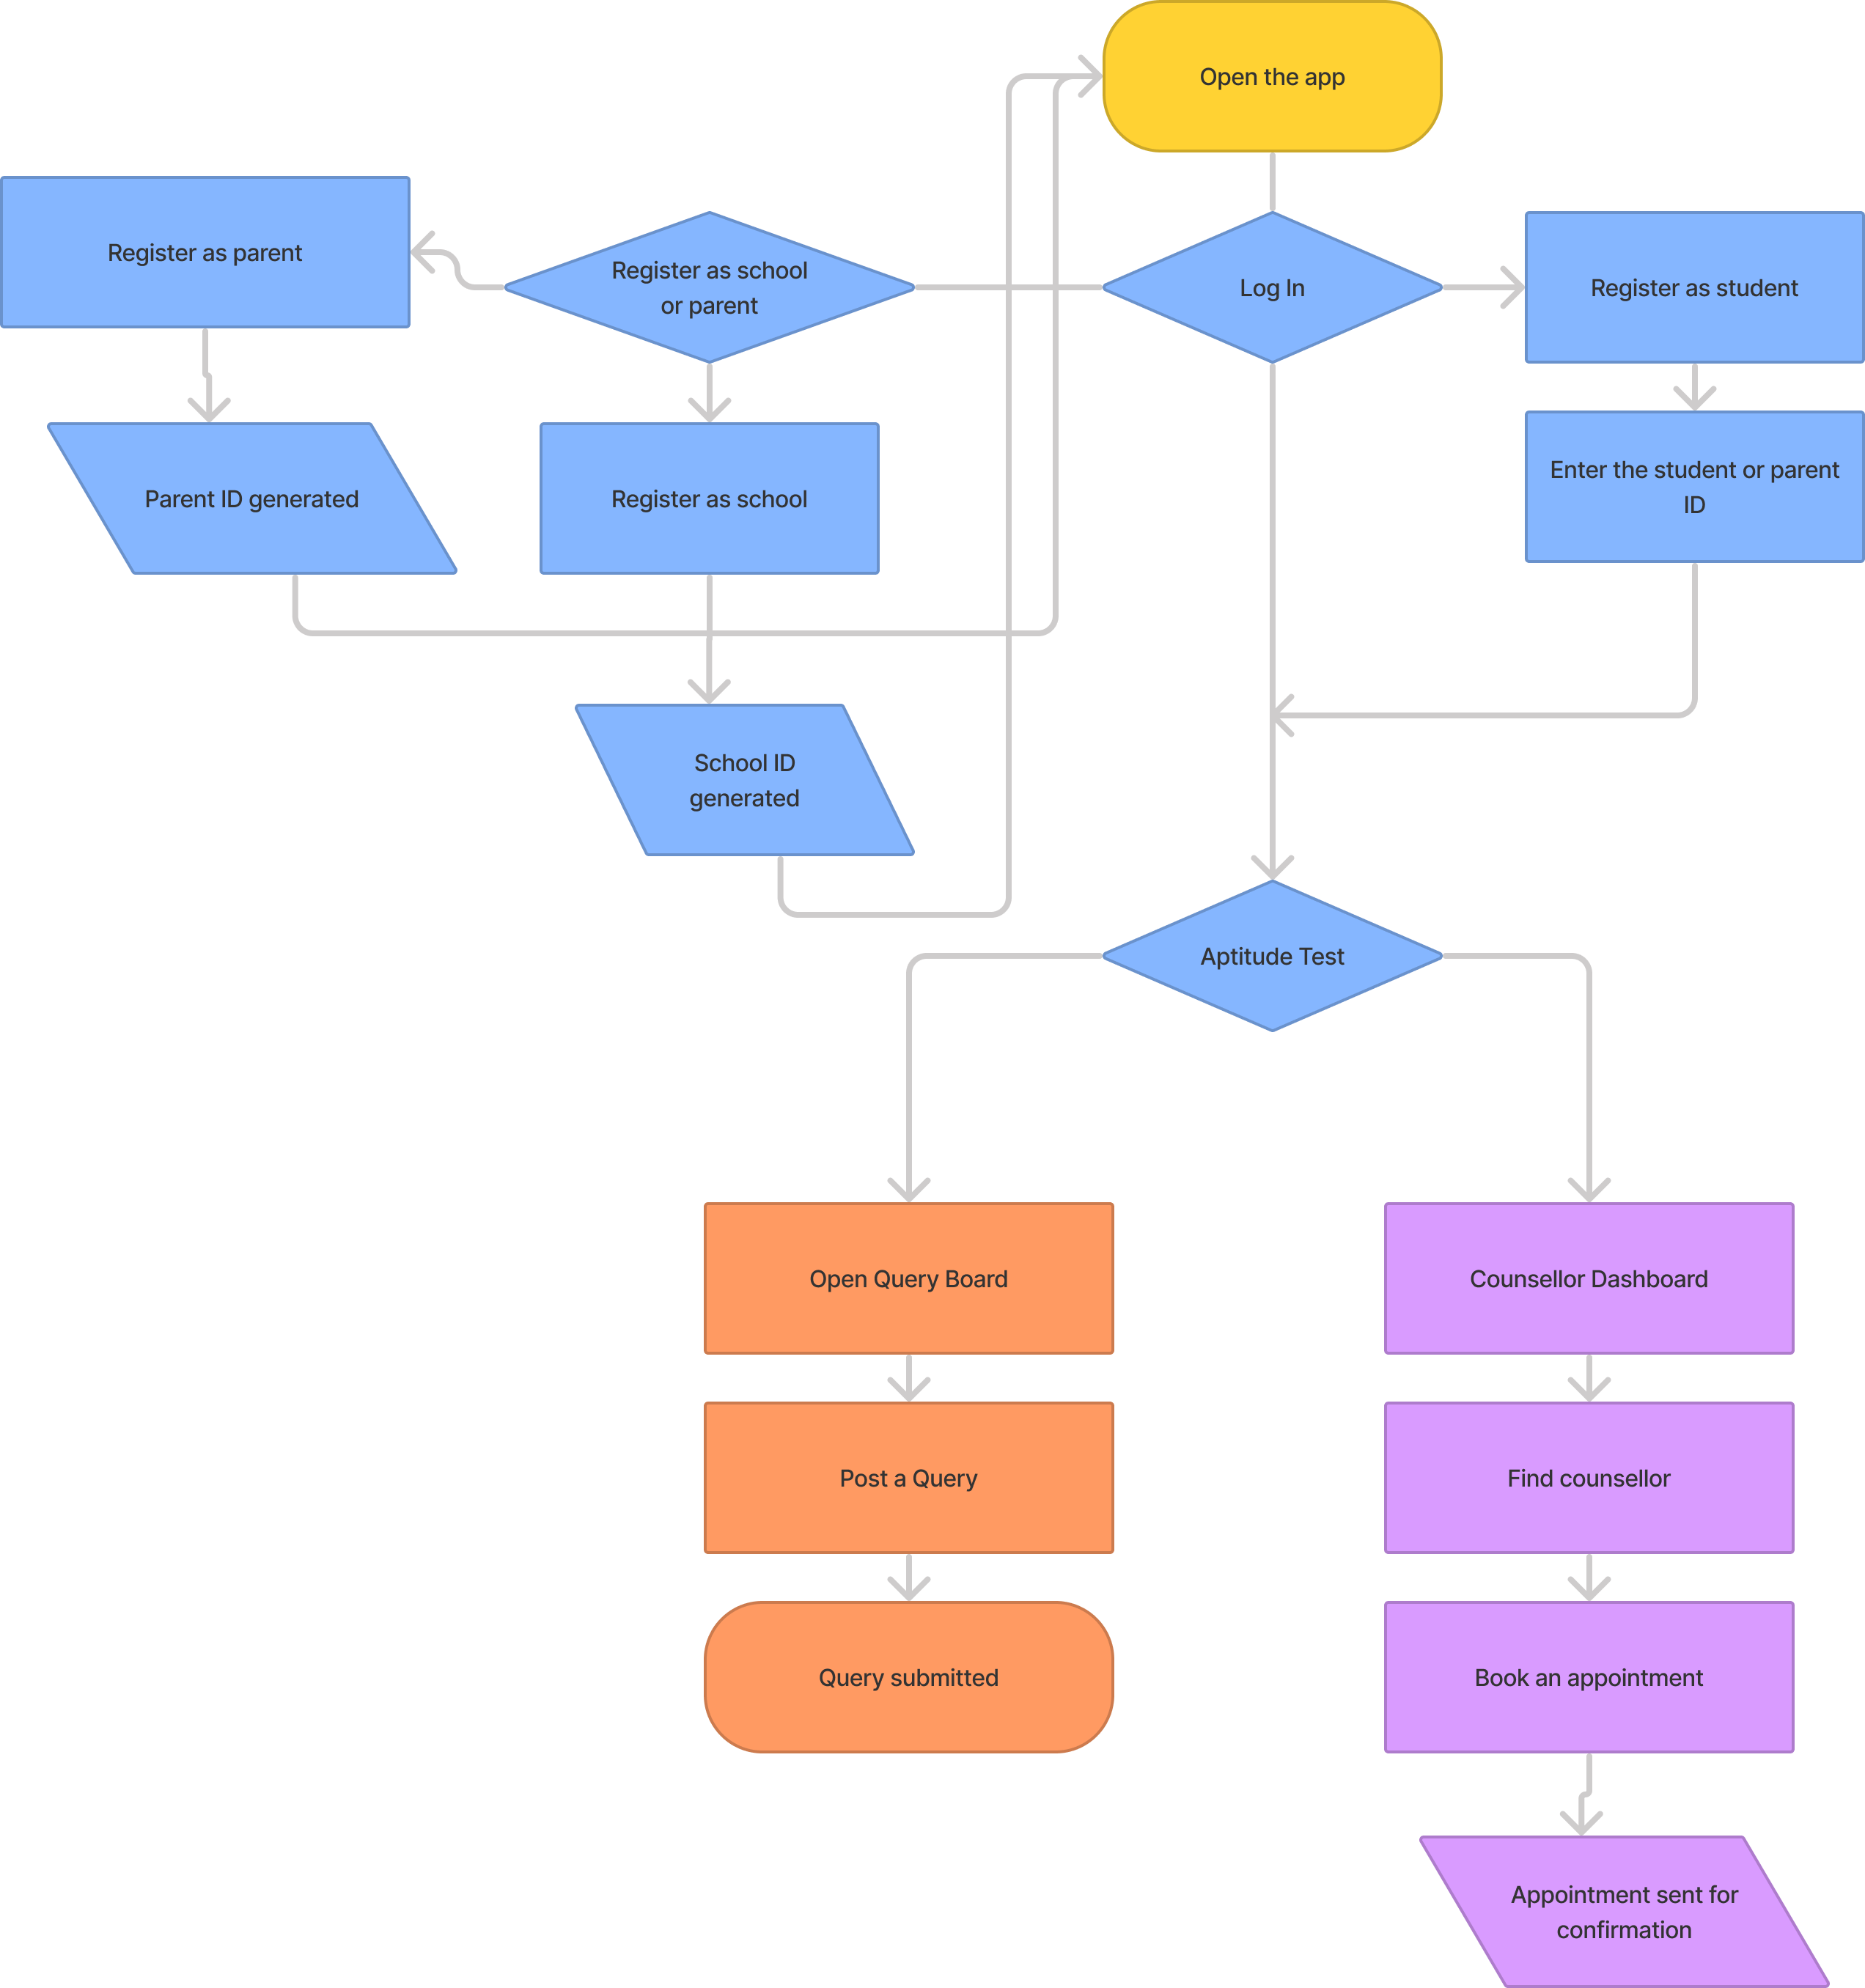 Open the app
Register as parent
Register as school
or parent
Log In
Register as student
Parent ID generated
Register as school
Enter the student or parent
ID
School ID
generated
Aptitude Test
Open Query Board
Counsellor Dashboard
Post a Query
Find counsellor
Query submitted
Book an appointment
Appointment sent for
confirmation